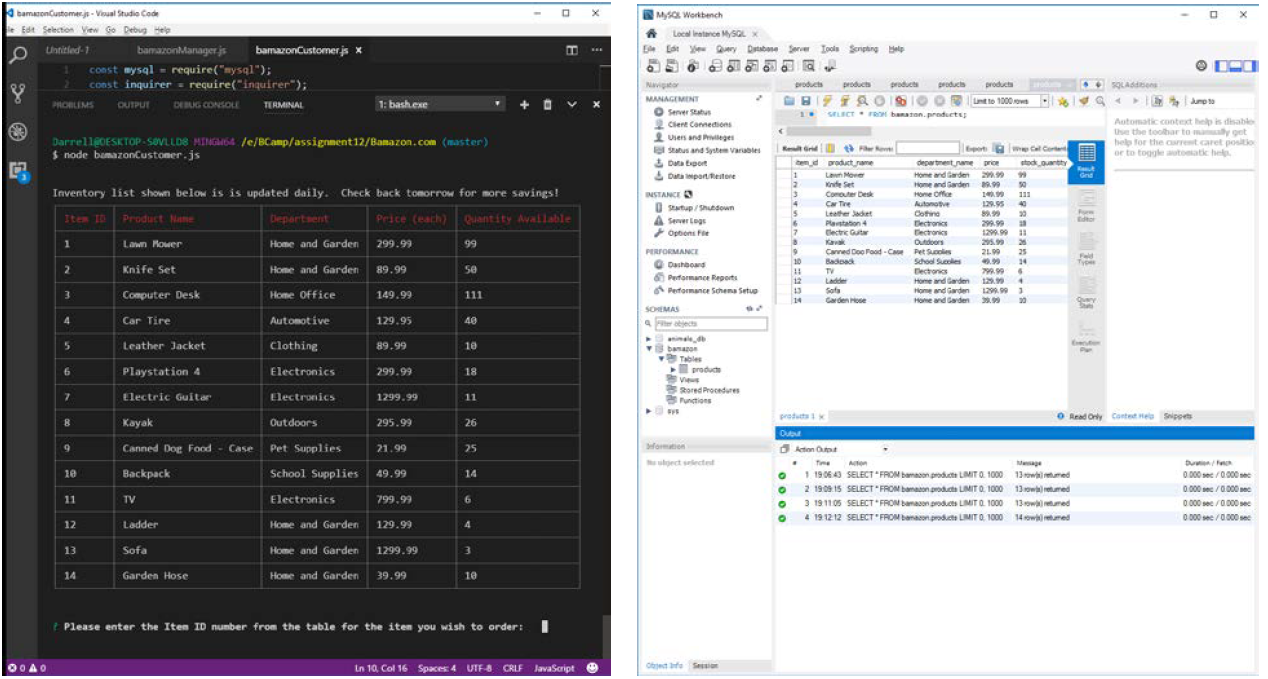 bamazonCustomer.js - Visual Studio Code
File Edit Selection View Go Debug Help
Untitled-1 bamazonManager.js bamazonCustomer.js x
1 const mysql = require("mysql");
2 const inquirer = require("inquirer");
PROBLEMS OUTPUT DEBUG CONSOLE TERMINAL 1: bash.exe
Darrell@DESKTOP-S0VLLD8 MINGW64 /e/BCamp/assignment12/Bamazon.com (master)
$ node bamazonCustomer.js
Inventory list shown below is is updated daily. Check back tomorrow for more savings!
Item ID Product Name Department Price (each) Quantity Available
1 Lawn Mower Home and Garden 299.99 99
2 Knife Set Home and Garden 89.99 50
3 Computer Desk Home Office 149.99 111
4 Car Tire Automotive 129.95 40
5 Leather Jacket Clothing 89.99 10
6 Playstation 4 Electronics 299.99 18
7 Electric Guitar Electronics 1299.99 11
8 Kayak Outdoors 295.99 26
9 Canned Dog Food - Case Pet Supplies 21.99 25
10 Backpack School Supplies 49.99 14
11 TV Electronics 799.99 6
12 Ladder Home and Garden 129.99 4
13 Sofa Home and Garden 1299.99 3
14 Garden Hose Home and Garden 39.99 10
? Please enter the Item ID number from the table for the item you wish to order:
0 0 Ln 10, Col 16 Spaces: 4 UTF-8 CRLF JavaScript
MySQL Workbench
Local Instance MySQL x
File Edit View Query Database Server Tools Scripting Help
Navigator
MANAGEMENT
Server Status
Client Connections
Users and Privileges
Status and System Variables
Data Export
Data Import/Restore
INSTANCE
Startup / Shutdown
Server Logs
Options File
PERFORMANCE
Dashboard
Performance Reports
Performance Schema Setup
SCHEMAS
Filter objects
animals_db
bamazon
Tables
products
Views
Stored Procedures
Functions
sys
Information
No object selected
Object Info Session
products products products products products products
Limit to 1000 rows
1 SELECT * FROM bamazon.products;
Result Grid Filter Rows: Export: Wrap Cell Content:
item_id product_name department_name price stock_quantity
1 Lawn Mower Home and Garden 299.99 99
2 Knife Set Home and Garden 89.99 50
3 Computer Desk Home Office 149.99 111
4 Car Tire Automotive 129.95 40
5 Leather Jacket Clothing 89.99 10
6 Playstation 4 Electronics 299.99 18
7 Electric Guitar Electronics 1299.99 11
8 Kayak Outdoors 295.99 26
9 Canned Dog Food - Case Pet Supplies 21.99 25
10 Backpack School Supplies 49.99 14
11 TV Electronics 799.99 6
12 Ladder Home and Garden 129.99 4
13 Sofa Home and Garden 1299.99 3
14 Garden Hose Home and Garden 39.99 10
Result Grid
Form Editor
Field Types
Query Stats
Execution Plan
products 1 x Read Only
SQLAdditions
Jump to
Automatic context help is disabled
Use the toolbar to manually get
help for the current caret position
or to toggle automatic help.
Context Help Snippets
Output
Action Output
# Time Action Message Duration / Fetch
1 19:06:43 SELECT * FROM bamazon.products LIMIT 0, 1000 13 row(s) returned 0.000 sec / 0.000 sec
2 19:09:15 SELECT * FROM bamazon.products LIMIT 0, 1000 13 row(s) returned 0.000 sec / 0.000 sec
3 19:11:05 SELECT * FROM bamazon.products LIMIT 0, 1000 13 row(s) returned 0.000 sec / 0.000 sec
4 19:12:12 SELECT * FROM bamazon.products LIMIT 0, 1000 14 row(s) returned 0.000 sec / 0.000 sec